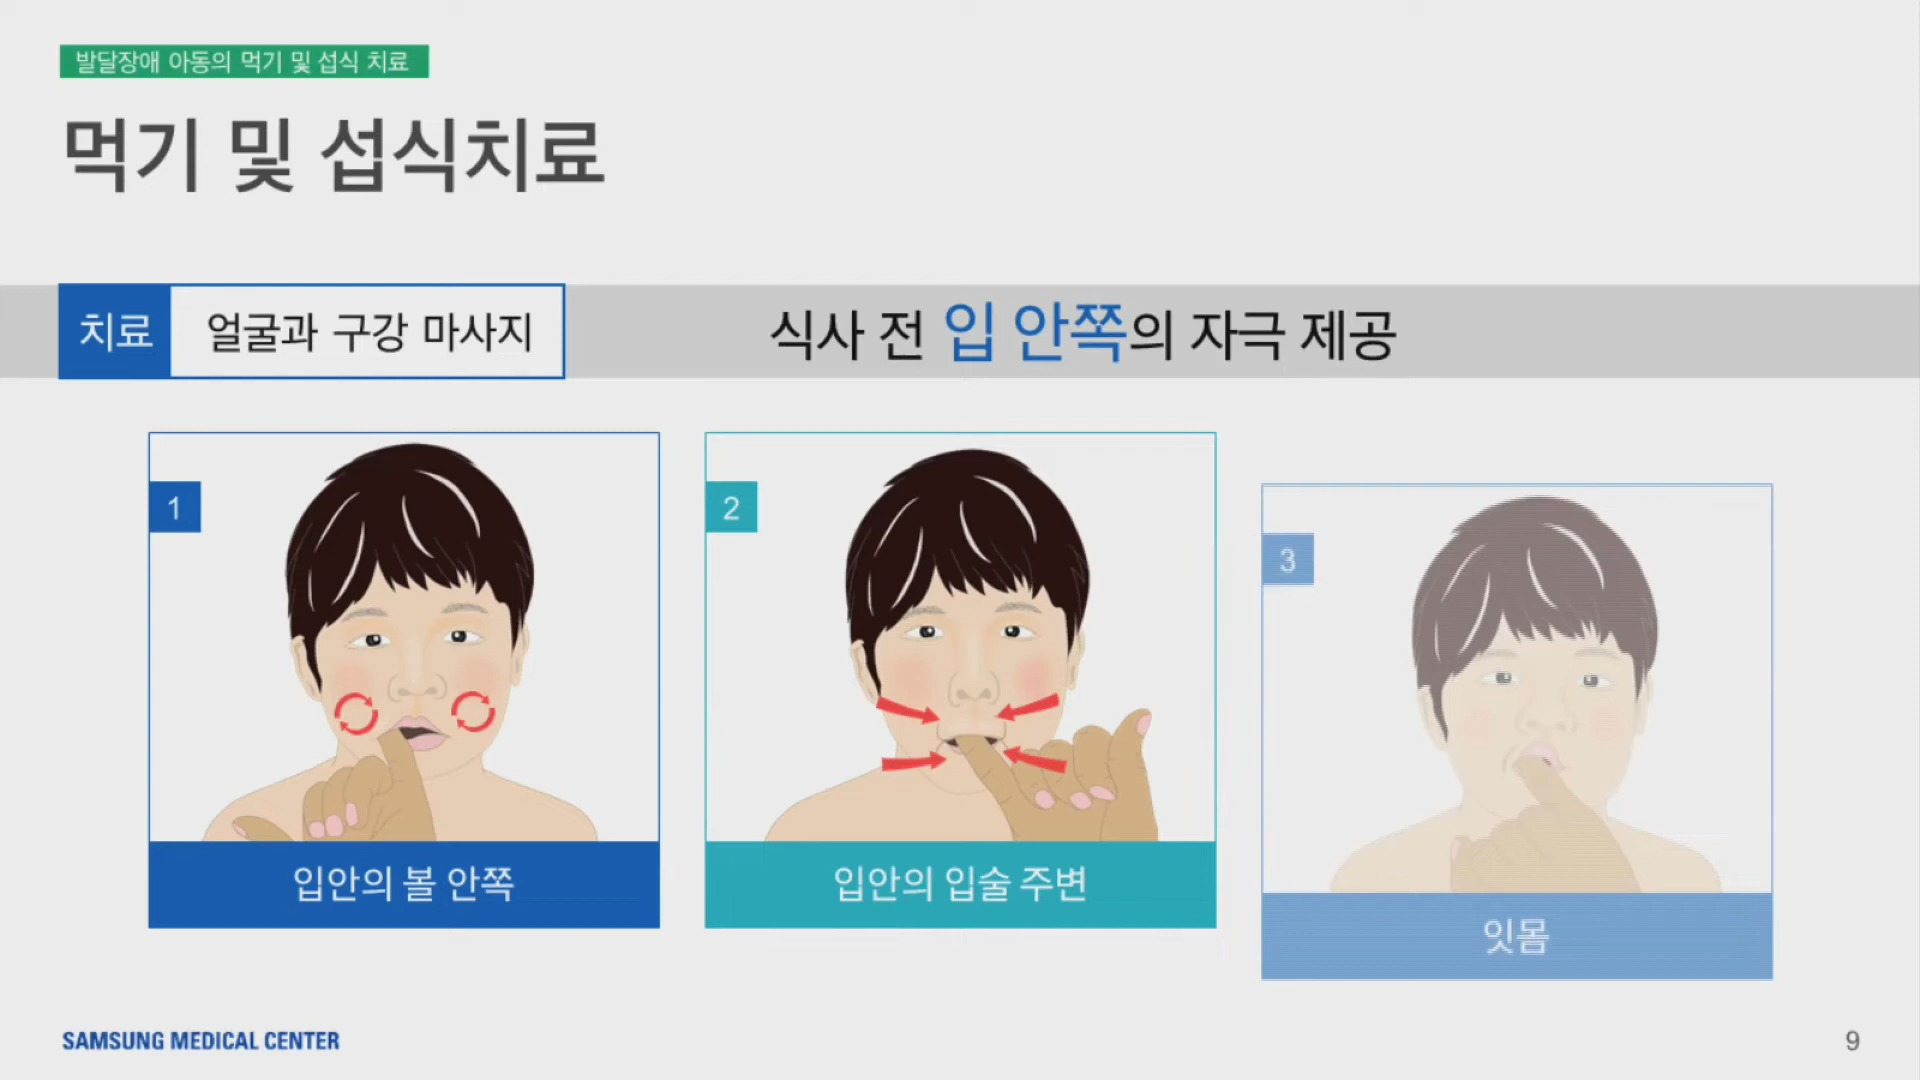 발달장애 아동의 먹기 및 섭식 치료
먹기 및 섭식치료
치료 얼굴과 구강 마사지 식사 전 입 안쪽의 자극 제공
1
2
3
입안의 볼 안쪽
입안의 입술 주변
잇몸
SAMSUNG MEDICAL CENTER
9